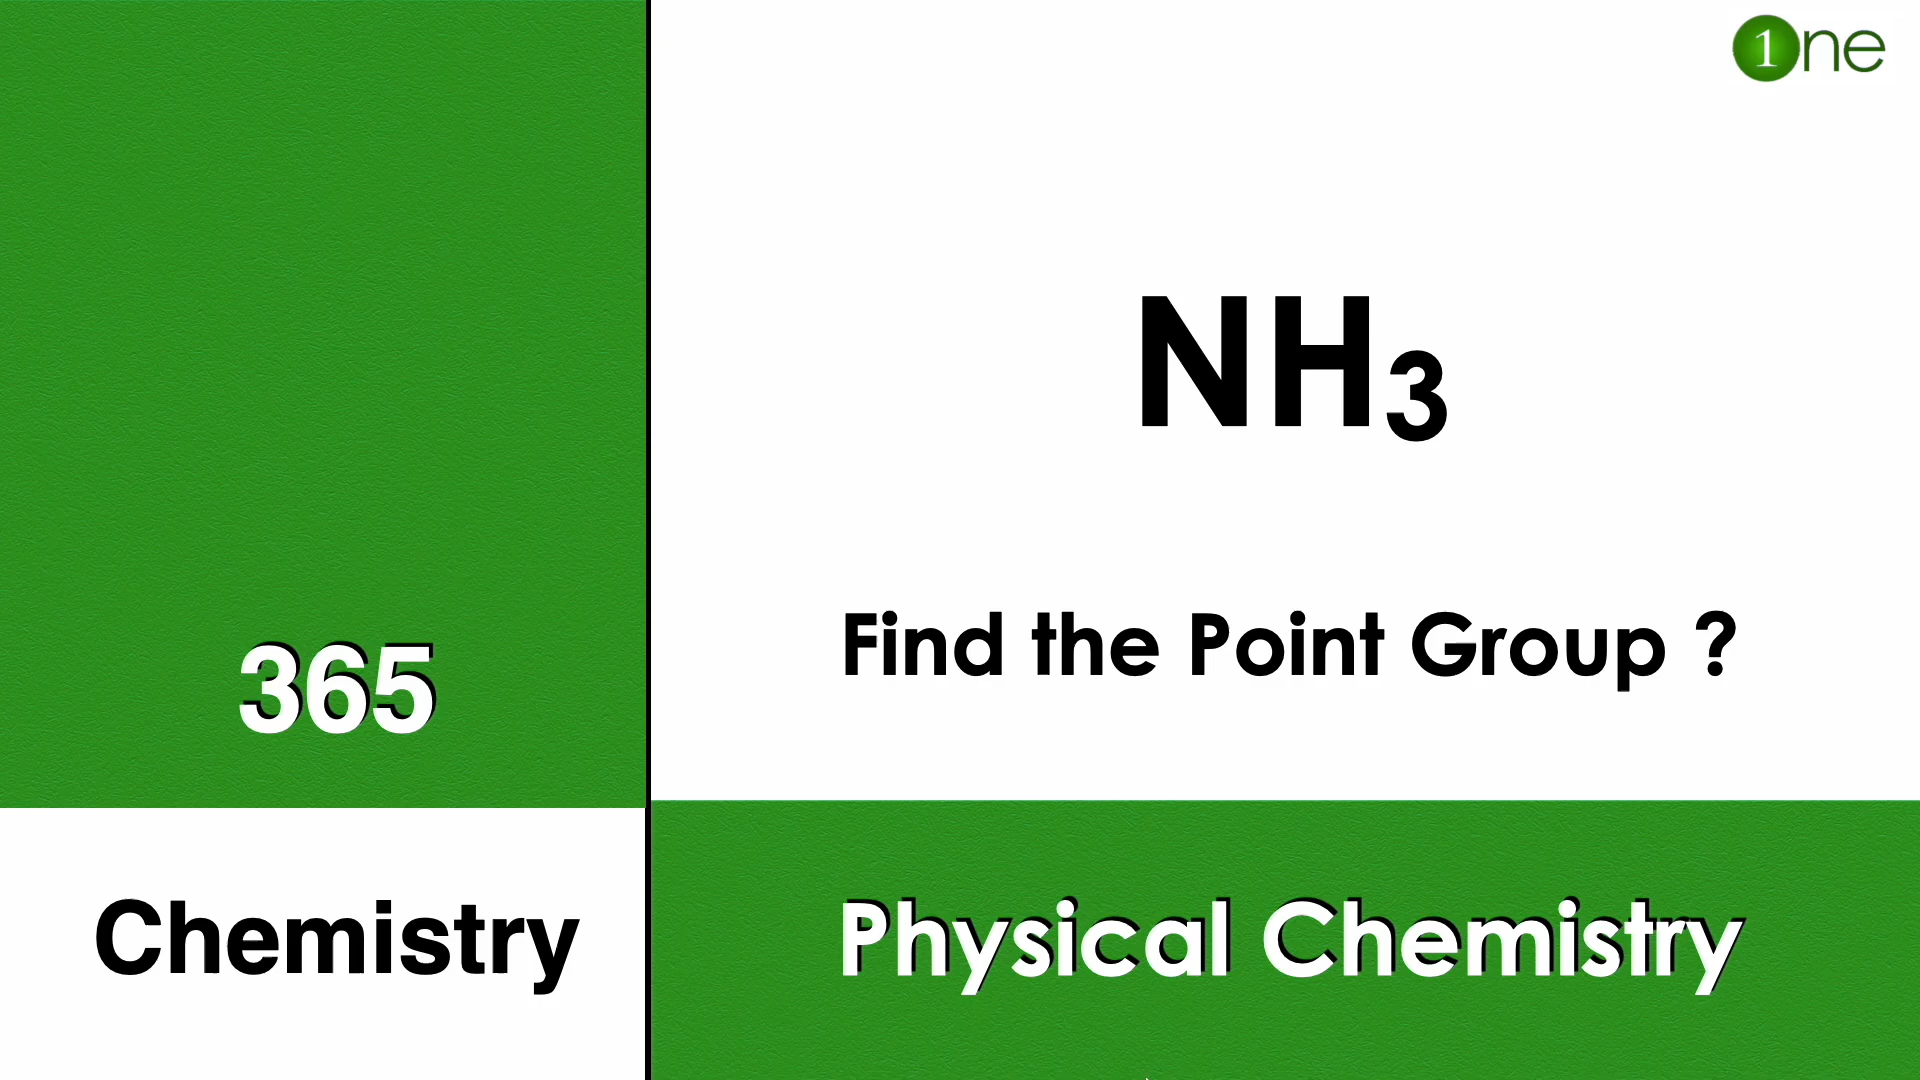 1ne
NH₃
Find the Point Group ?
365
Chemistry
Physical Chemistry